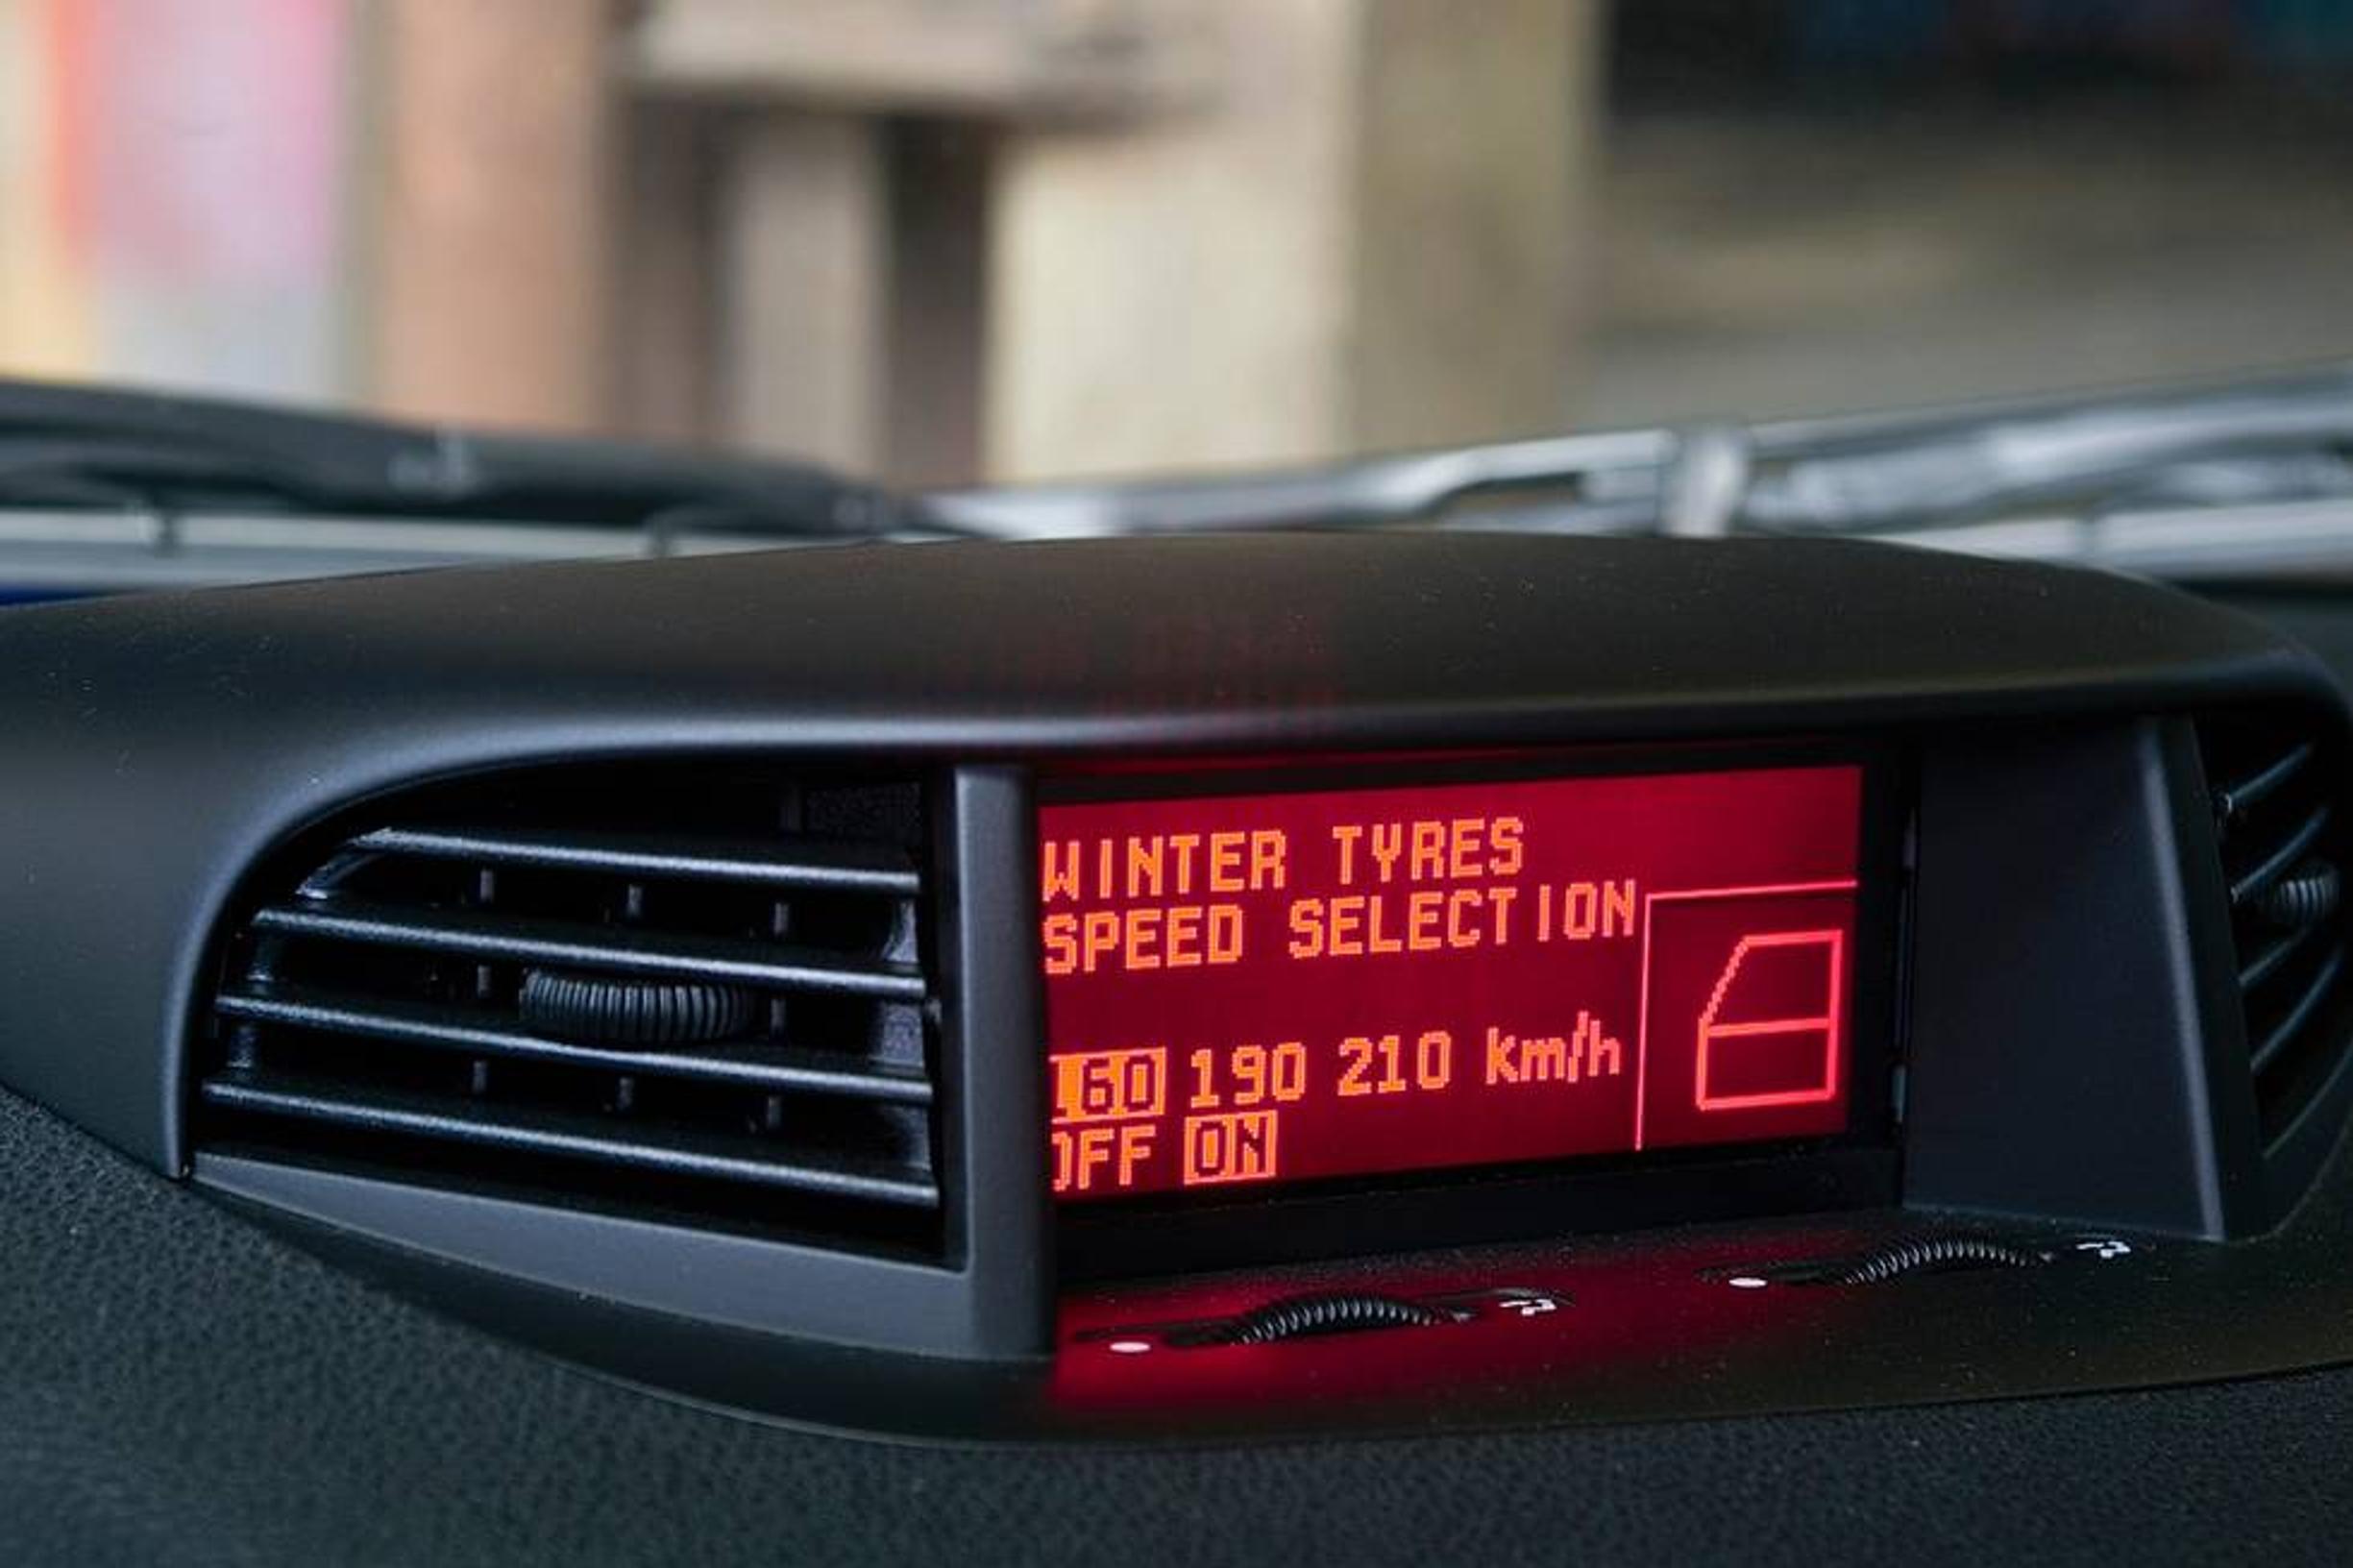 WINTER TYRES
SPEED SELECTION
160 190 210 km/h
OFF ON